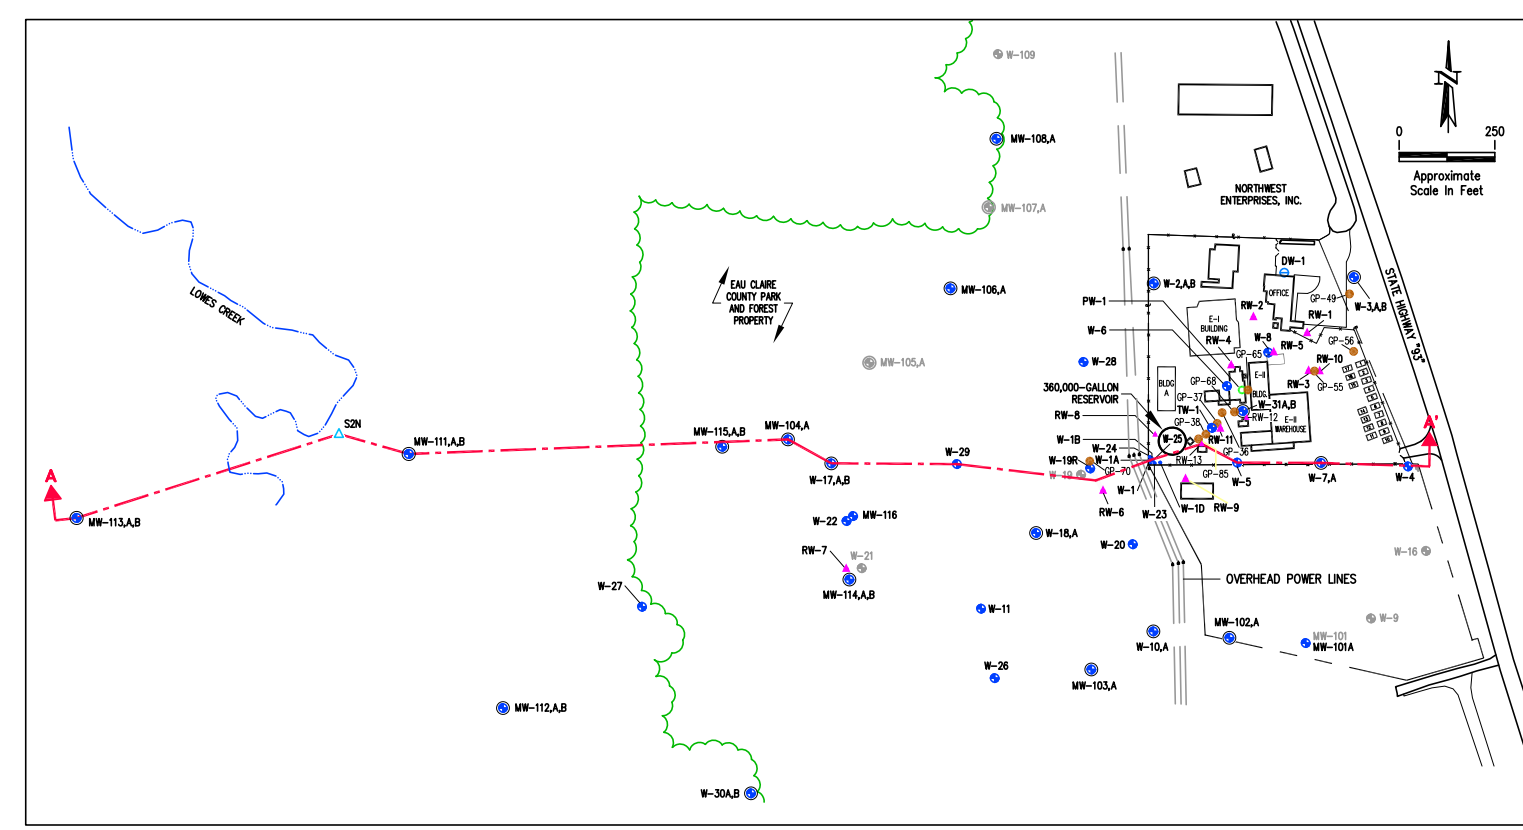 W-109
N
0 250
Approximate
Scale In Feet
MW-108,A
NORTHWEST
ENTERPRISES, INC.
MW-107,A
STATE HIGHWAY "93"
LOWES CREEK
EAU CLAIRE
COUNTY PARK
AND FOREST
PROPERTY
MW-106,A
W-2,A,B
DW-1
OFFICE
GP-49
W-3,A,B
PW-1
RW-2
RW-1
E-I
BUILDING
W-6
RW-4
W-8
RW-5
GP-56
GP-65
RW-10
MW-105,A
W-28
RW-3
GP-55
BLDG
A
GP-68
E-II
BLDG.
360,000-GALLON
RESERVOIR
GP-37
W-31A,B
TW-1
RW-12
RW-8
GP-38
E-II
WAREHOUSE
S2N
MW-111,A,B
MW-115,A,B
MW-104,A
W-1B
W-25
RW-11
A'
W-24
W-1A
GP-36
W-19R
RW-13
GP-70
W-19
GP-85
A
W-17,A,B
W-29
W-1
W-5
W-7,A
W-4
MW-113,A,B
RW-6
W-23
W-1D
RW-9
W-22
MW-116
W-18,A
W-20
RW-7
W-21
W-16
MW-114,A,B
OVERHEAD POWER LINES
W-27
W-11
W-9
W-10,A
MW-102,A
MW-101
MW-101A
W-26
MW-103,A
MW-112,A,B
W-30A,B